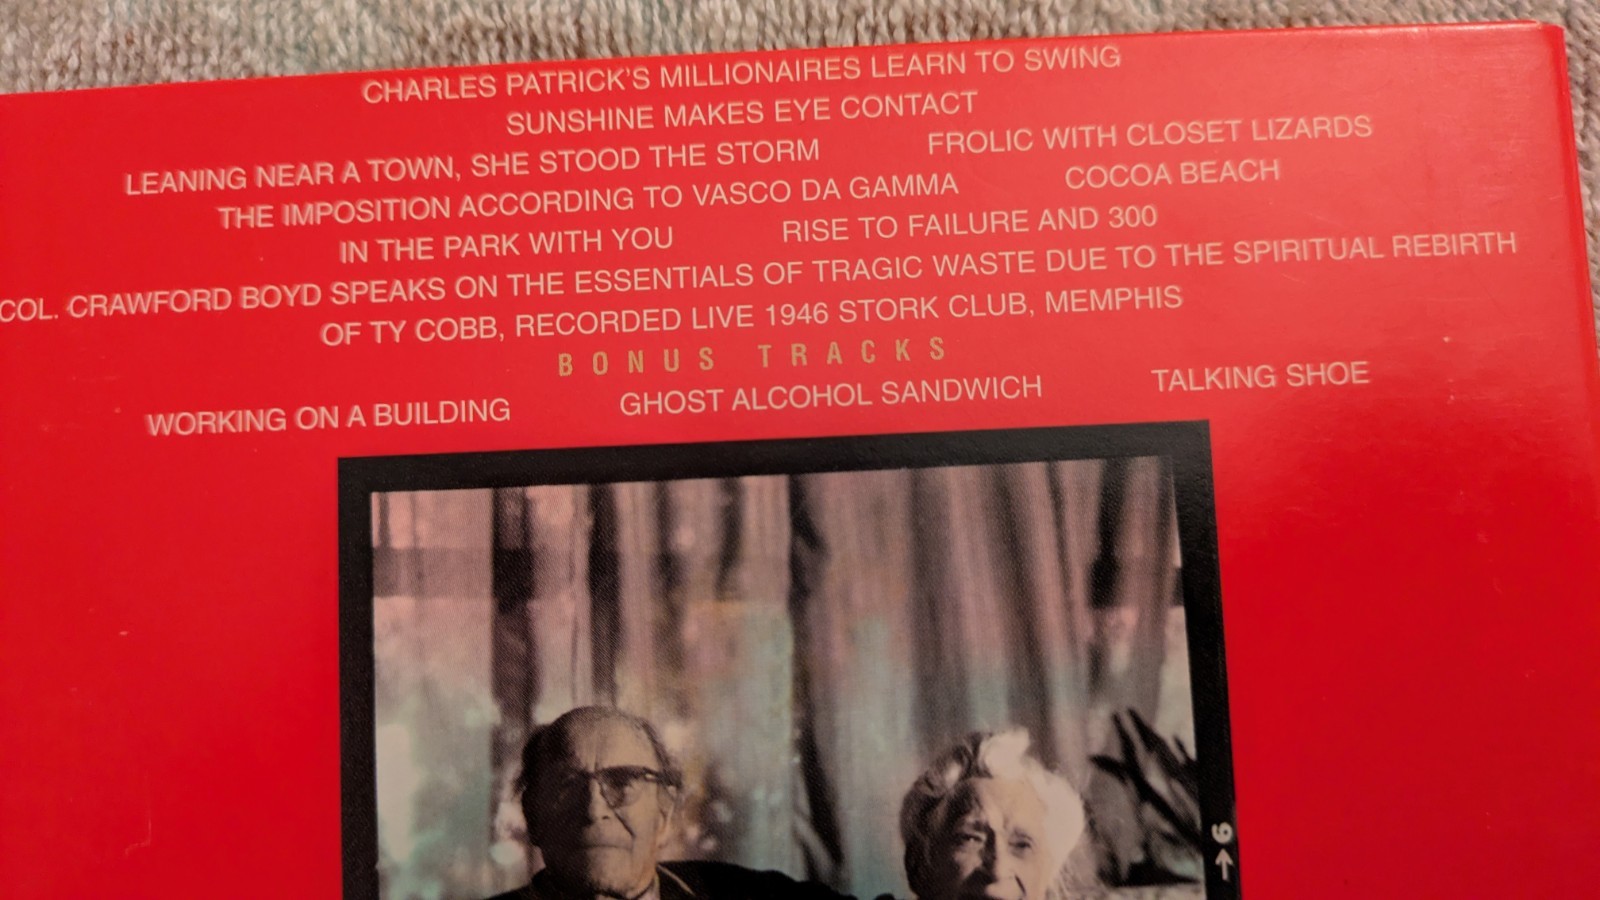 CHARLES PATRICK'S MILLIONAIRES LEARN TO SWING
SUNSHINE MAKES EYE CONTACT
LEANING NEAR A TOWN, SHE STOOD THE STORM FROLIC WITH CLOSET LIZARDS
THE IMPOSITION ACCORDING TO VASCO DA GAMMA COCOA BEACH
IN THE PARK WITH YOU RISE TO FAILURE AND 300
COL. CRAWFORD BOYD SPEAKS ON THE ESSENTIALS OF TRAGIC WASTE DUE TO THE SPIRITUAL REBIRTH
OF TY COBB, RECORDED LIVE 1946 STORK CLUB, MEMPHIS
BONUS TRACKS
WORKING ON A BUILDING GHOST ALCOHOL SANDWICH TALKING SHOE
6